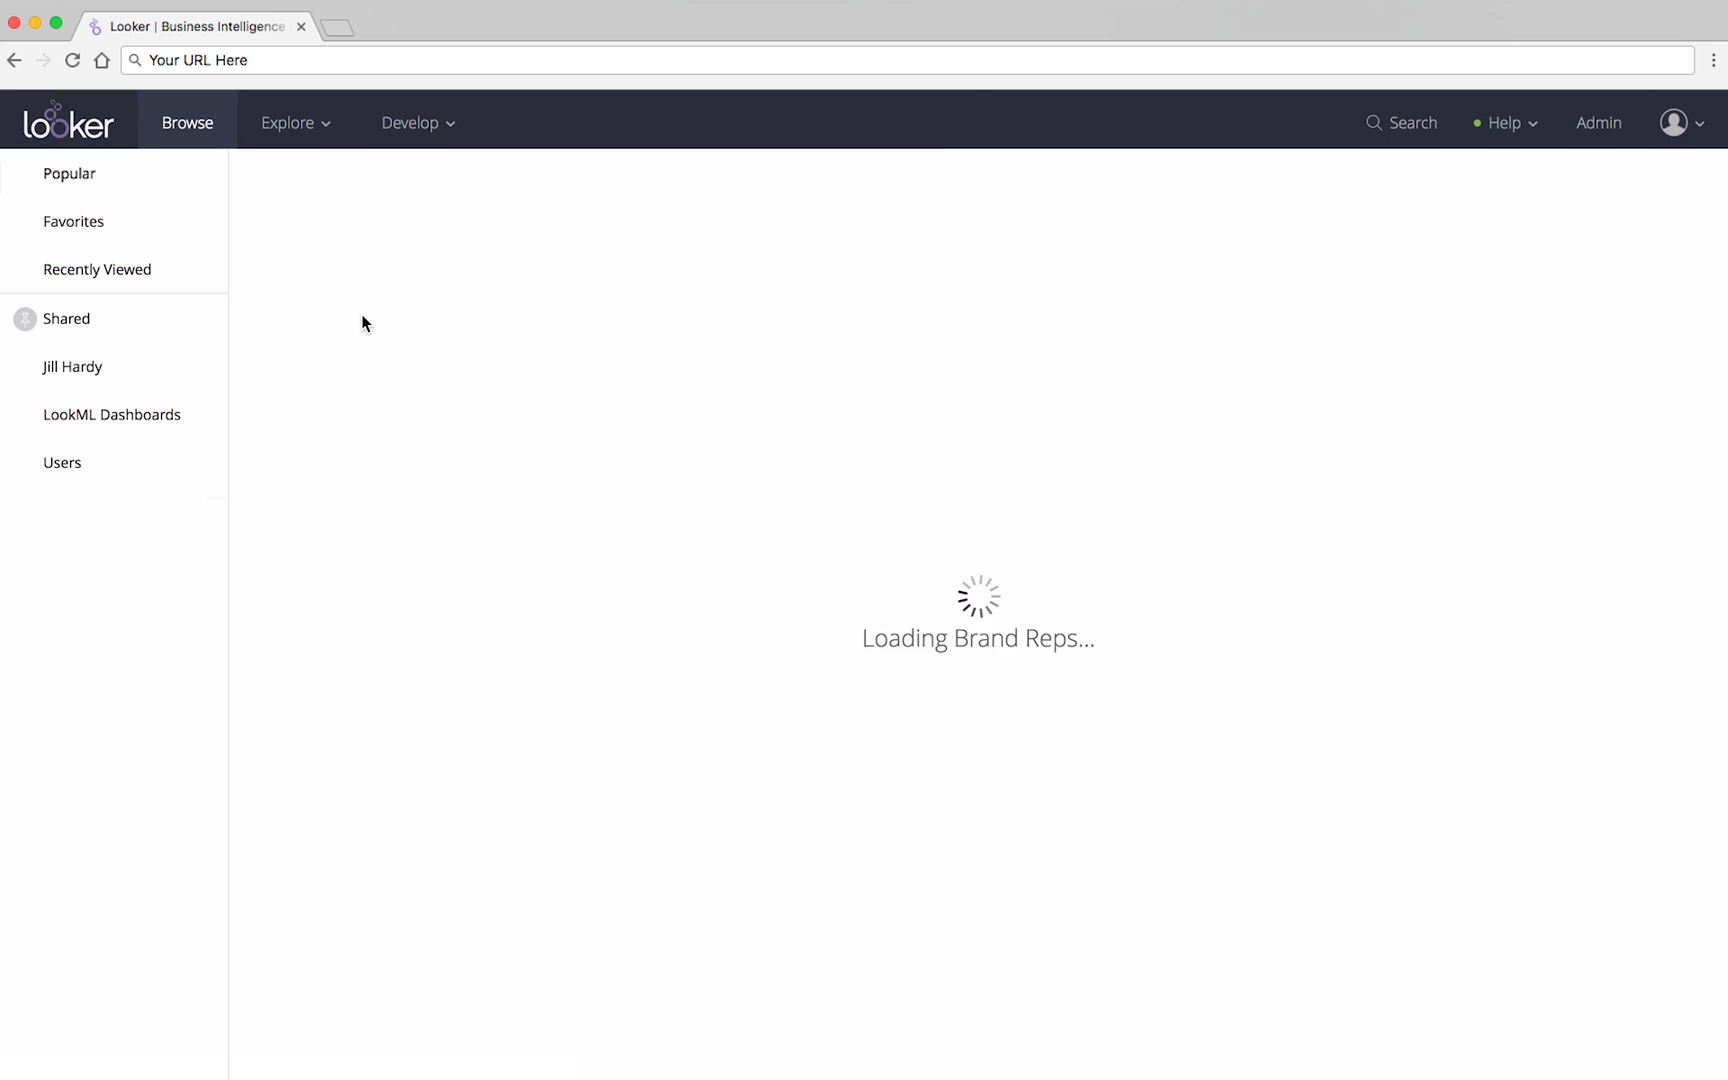 Looker | Business Intelligence
Your URL Here
looker
Browse
Explore
Develop
Search
Help
Admin
Popular
Favorites
Recently Viewed
Shared
Jill Hardy
LookML Dashboards
Users
Loading Brand Reps...